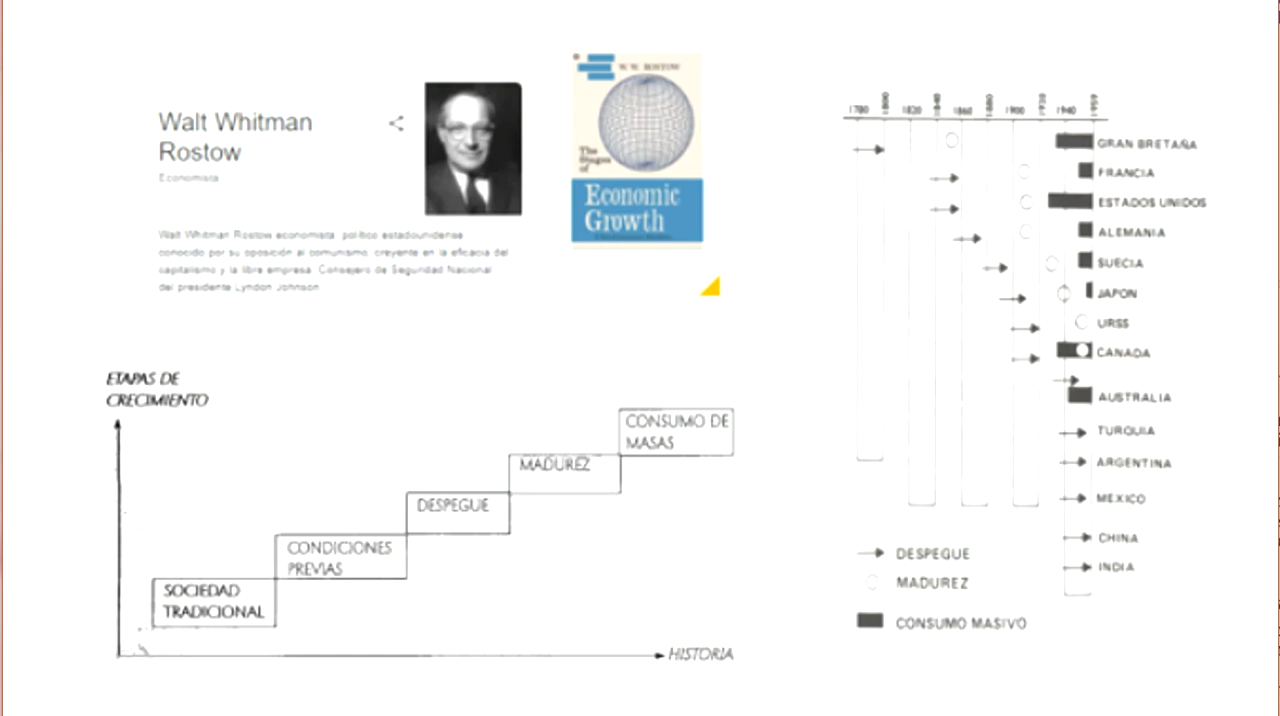 Walt Whitman
Rostow
Economista
Walt Whitman Rostow economista político estadounidense
conocido por su oposición al comunismo, creyente en la eficacia del
capitalismo y la libre empresa. Consejero de Seguridad Nacional
del presidente Lyndon Johnson
W. W. ROSTOW
The
Stages
of
Economic
Growth
ETAPAS DE
CRECIMIENTO
CONSUMO DE
MASAS
MADUREZ
DESPEGUE
CONDICIONES
PREVIAS
SOCIEDAD
TRADICIONAL
HISTORIA
1780 1800 1820 1840 1860 1880 1900 1920 1940 1959
GRAN BRETAÑA
FRANCIA
ESTADOS UNIDOS
ALEMANIA
SUECIA
JAPON
URSS
CANADA
AUSTRALIA
TURQUIA
ARGENTINA
MEXICO
CHINA
INDIA
DESPEGUE
MADUREZ
CONSUMO MASIVO